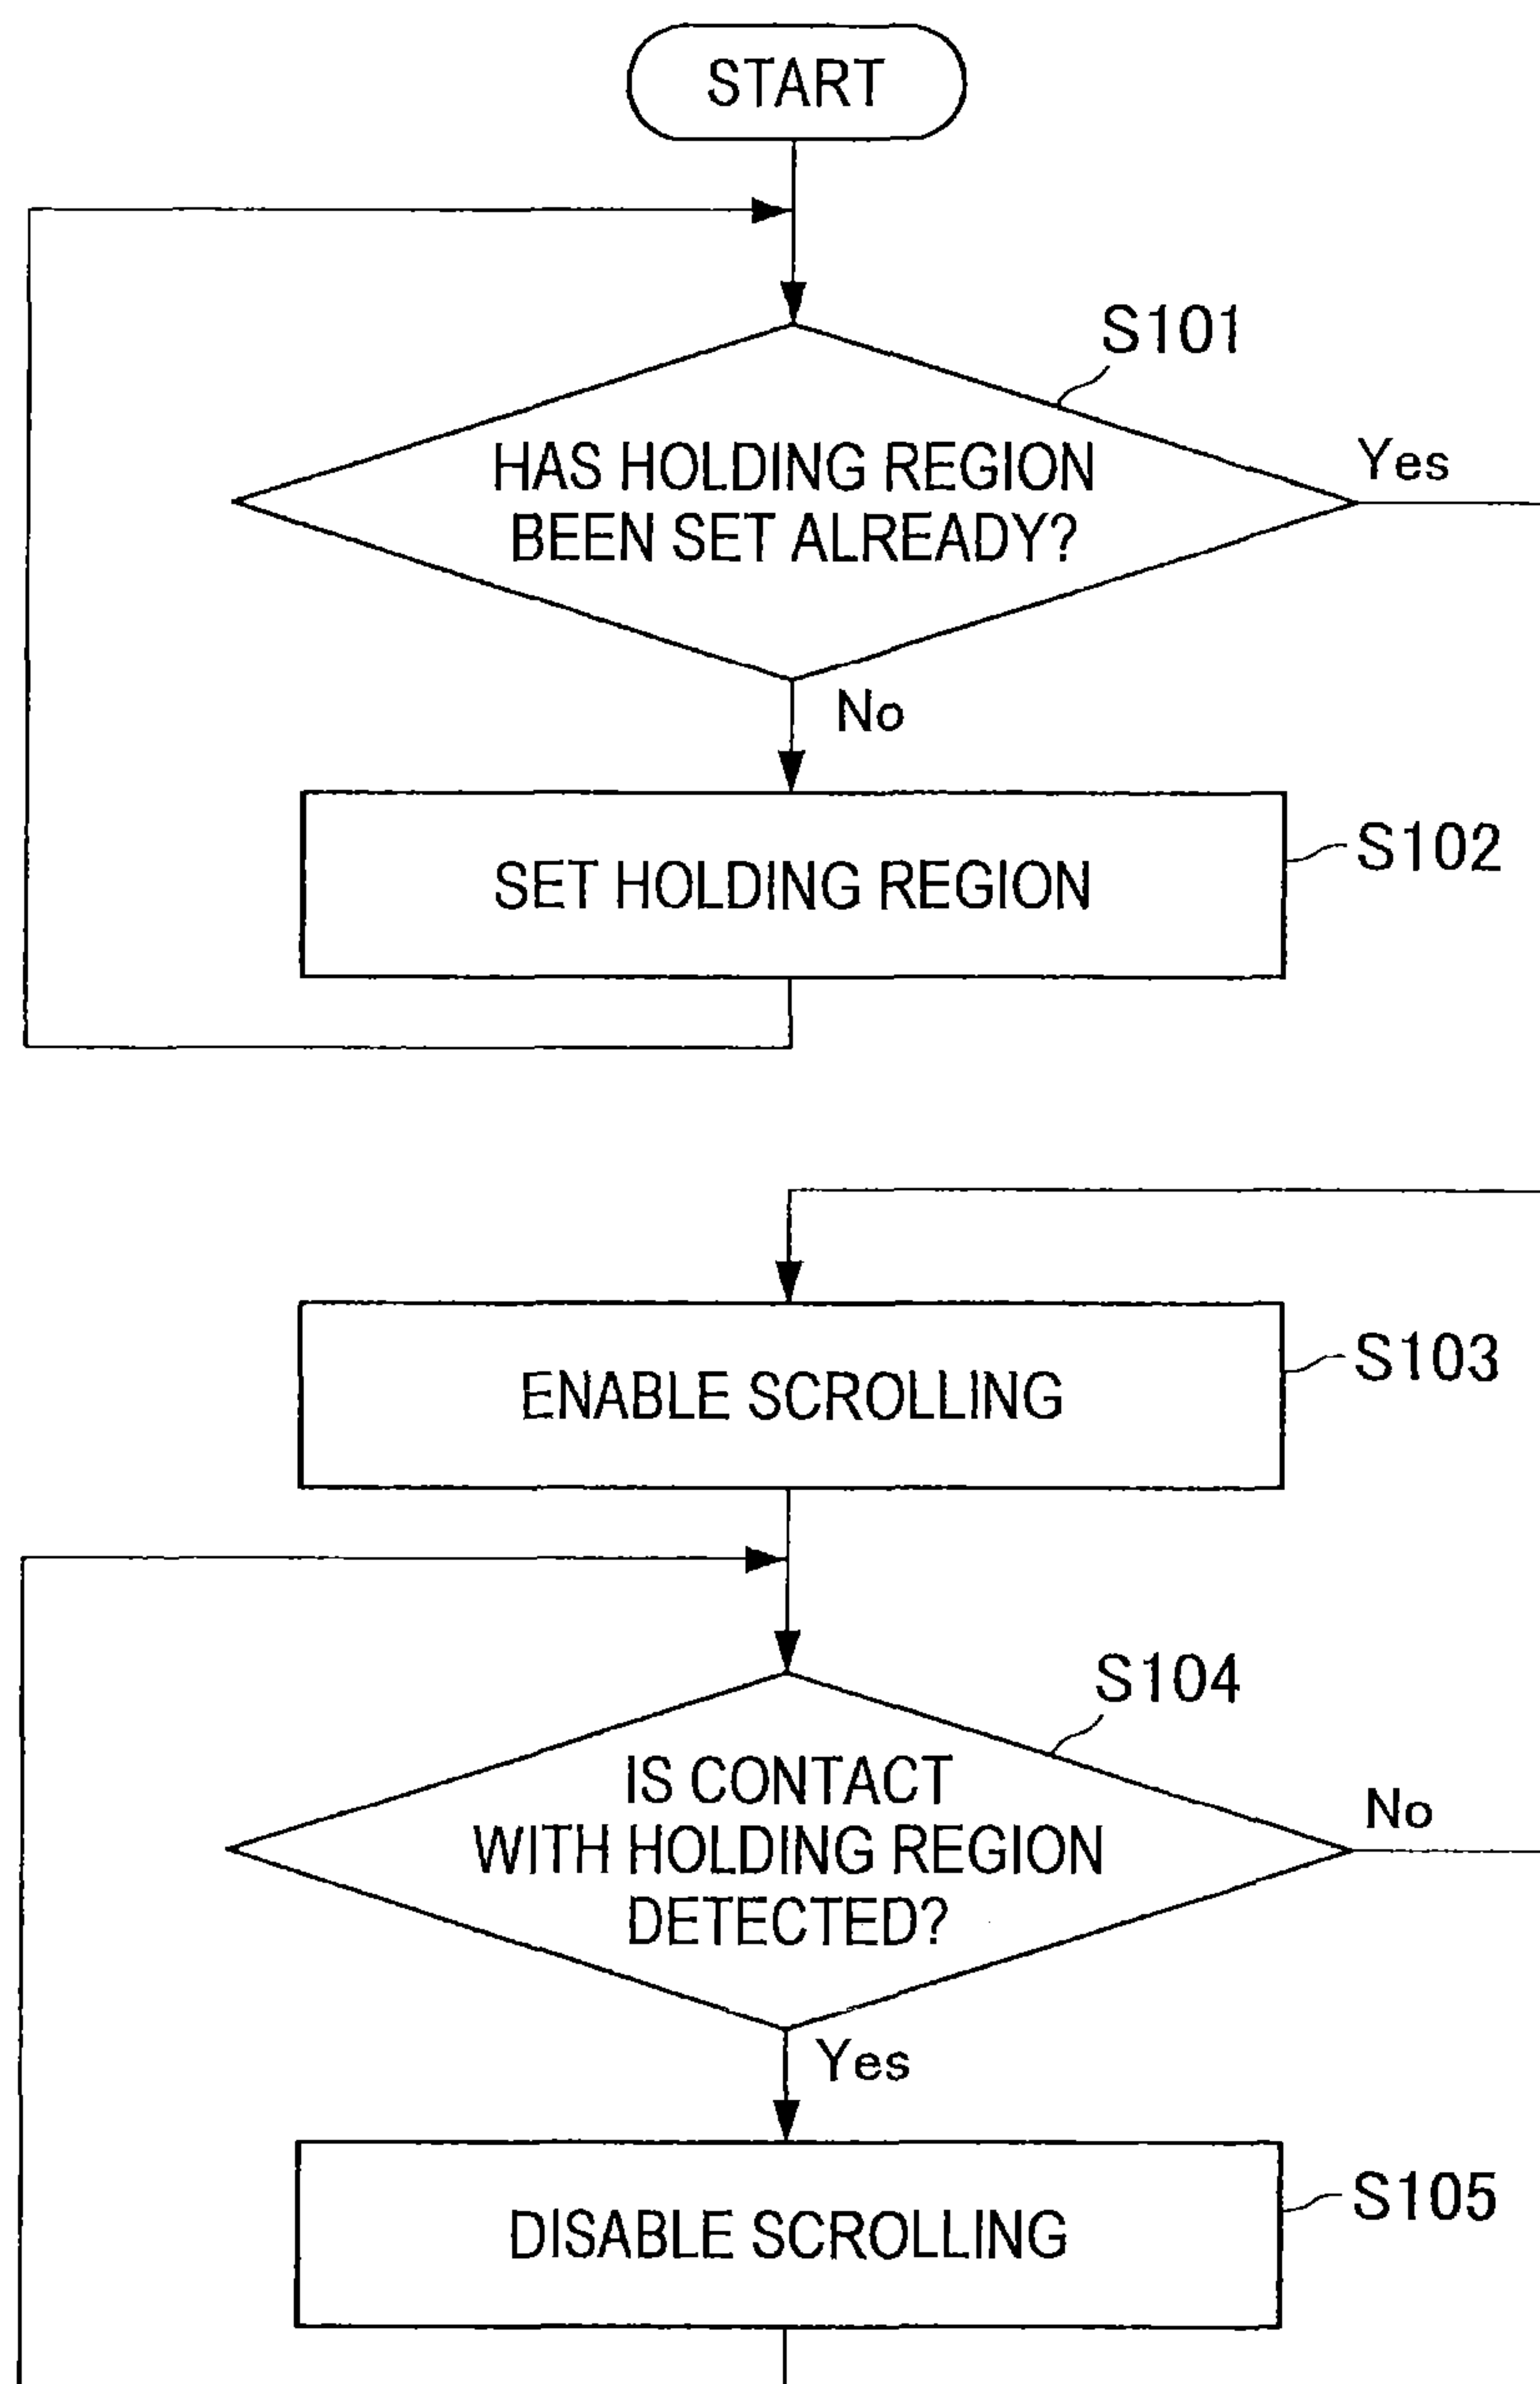 START
S101
HAS HOLDING REGION
BEEN SET ALREADY?
Yes
No
SET HOLDING REGION
S102
ENABLE SCROLLING
S103
S104
IS CONTACT
WITH HOLDING REGION
DETECTED?
No
Yes
DISABLE SCROLLING
S105